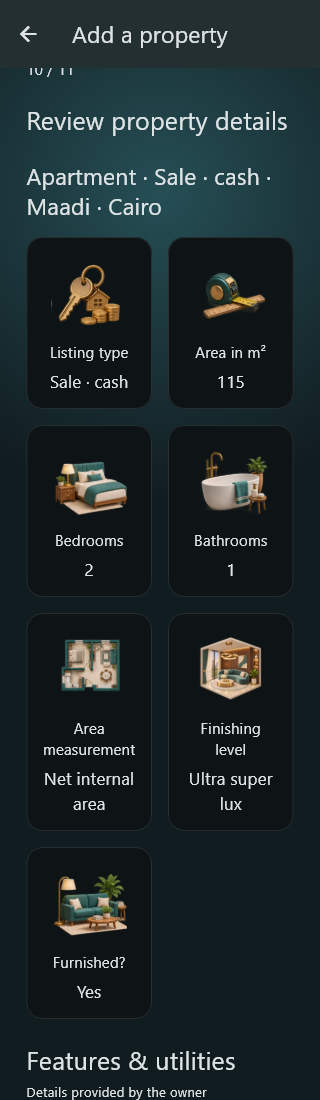 Add a property
10 / 11
Review property details
Apartment · Sale · cash ·
Maadi · Cairo
Listing type
Sale · cash
Area in m²
115
Bedrooms
2
Bathrooms
1
Area
measurement
Net internal
area
Finishing
level
Ultra super
lux
Furnished?
Yes
Features & utilities
Details provided by the owner